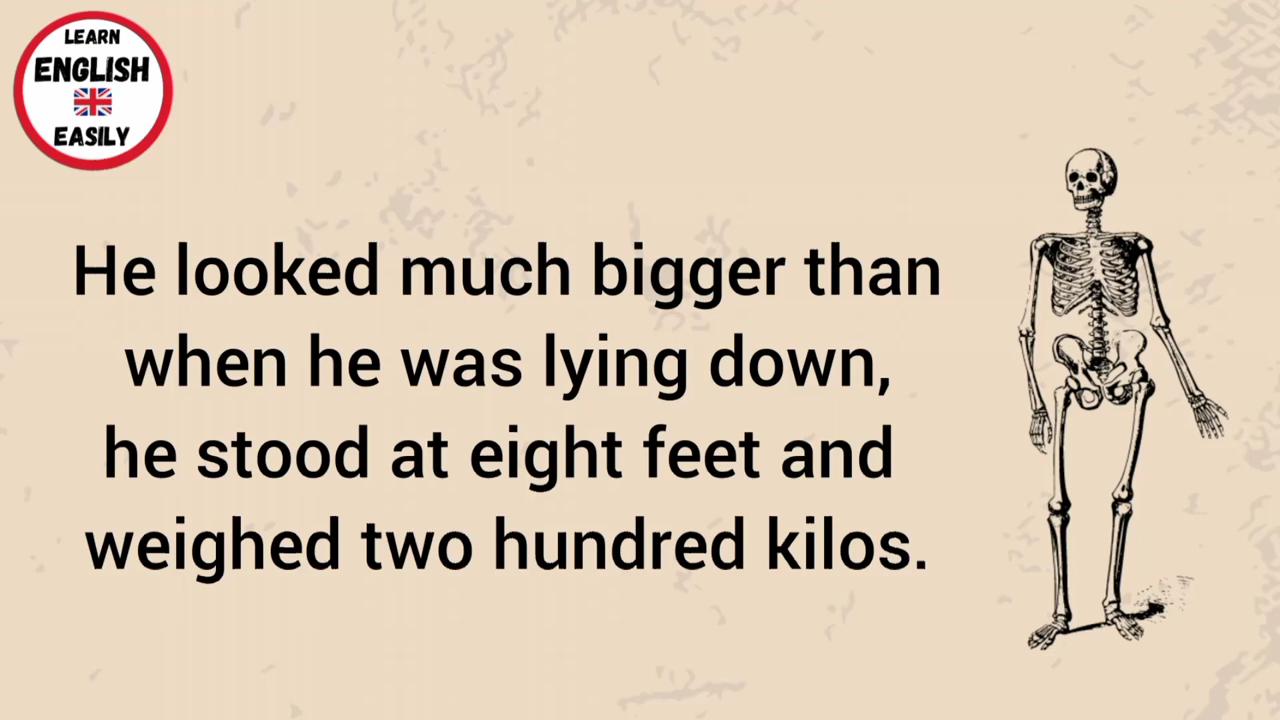 LEARN
ENGLISH
EASILY
He looked much bigger than
when he was lying down,
he stood at eight feet and
weighed two hundred kilos.